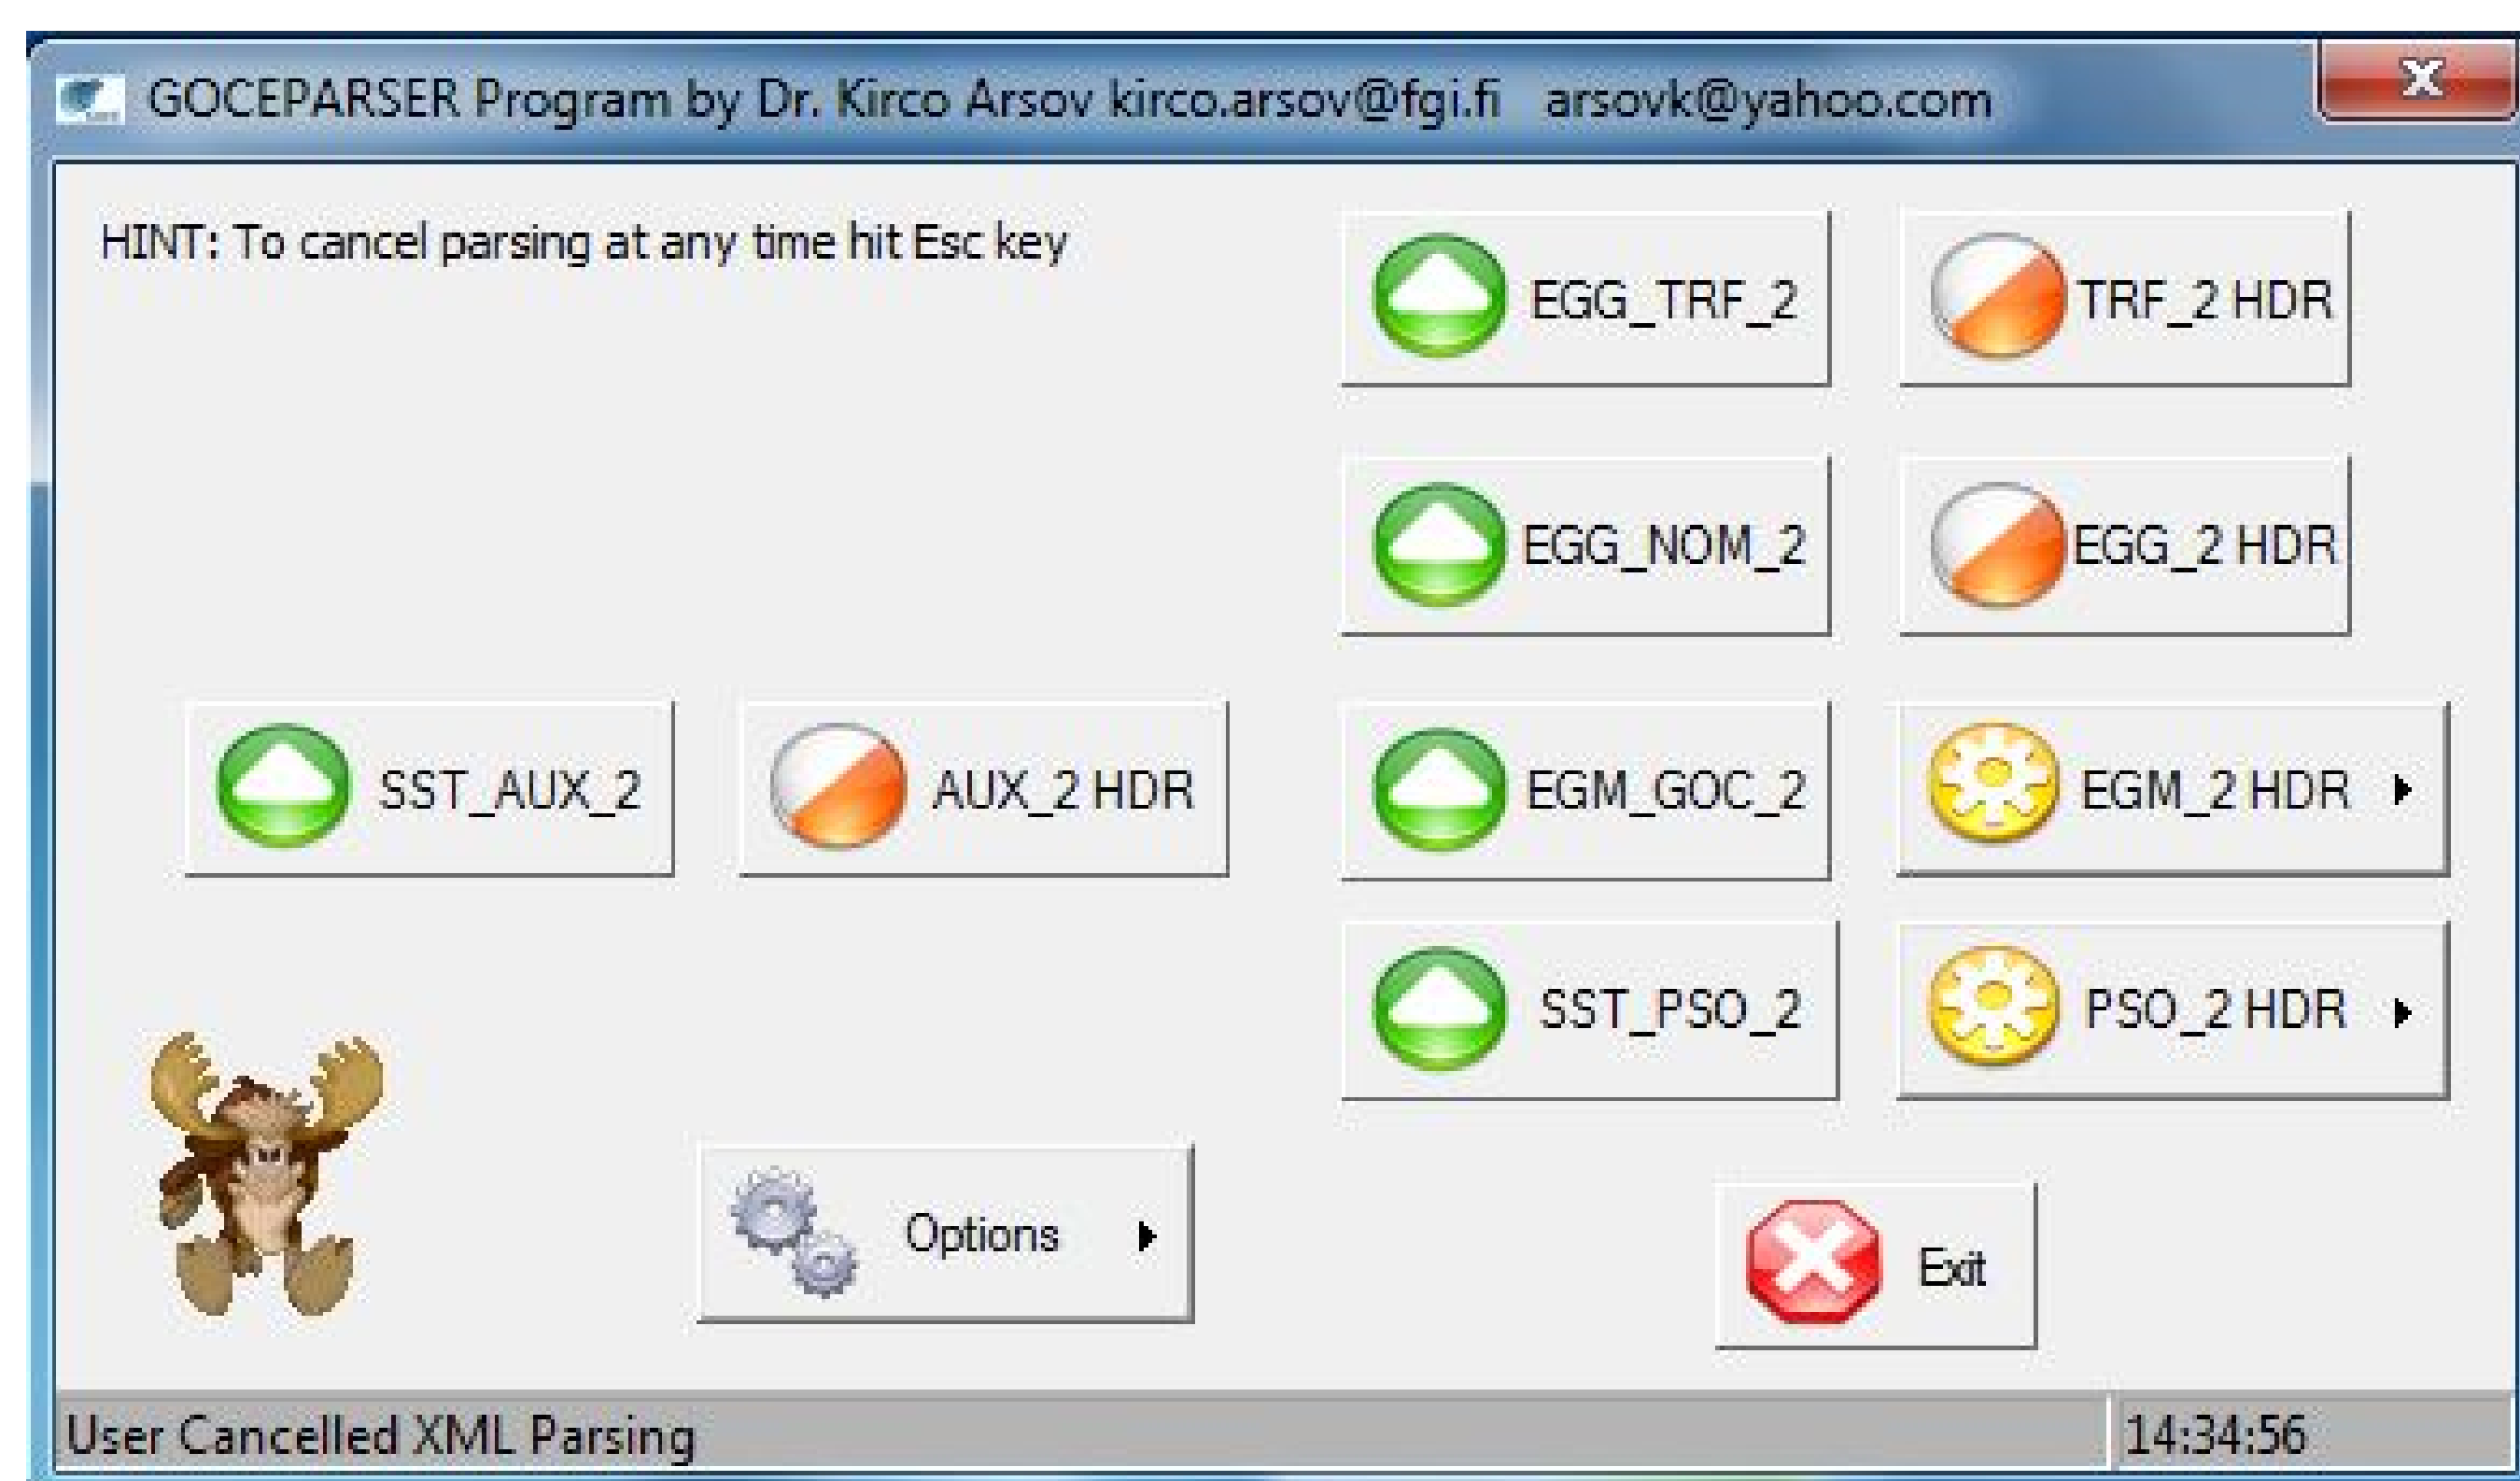 GOCEPARSER Program by Dr. Kirco Arsov kirco.arsov@fgi.fi arsovk@yahoo.com
HINT: To cancel parsing at any time hit Esc key
EGG_TRF_2
TRF_2 HDR
EGG_NOM_2
EGG_2 HDR
SST_AUX_2
AUX_2 HDR
EGM_GOC_2
EGM_2 HDR
SST_PSO_2
PSO_2 HDR
Options
Exit
User Cancelled XML Parsing
14:34:56